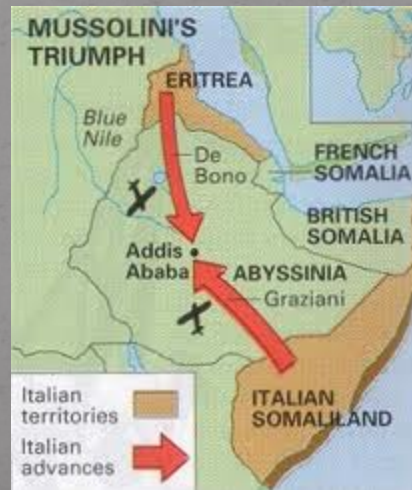 MUSSOLINI'S
TRIUMPH
ERITREA
Blue
Nile
De
Bono
FRENCH
SOMALIA
BRITISH
SOMALIA
Addis
Ababa
ABYSSINIA
Graziani
ITALIAN
SOMALILAND
Italian
territories
Italian
advances